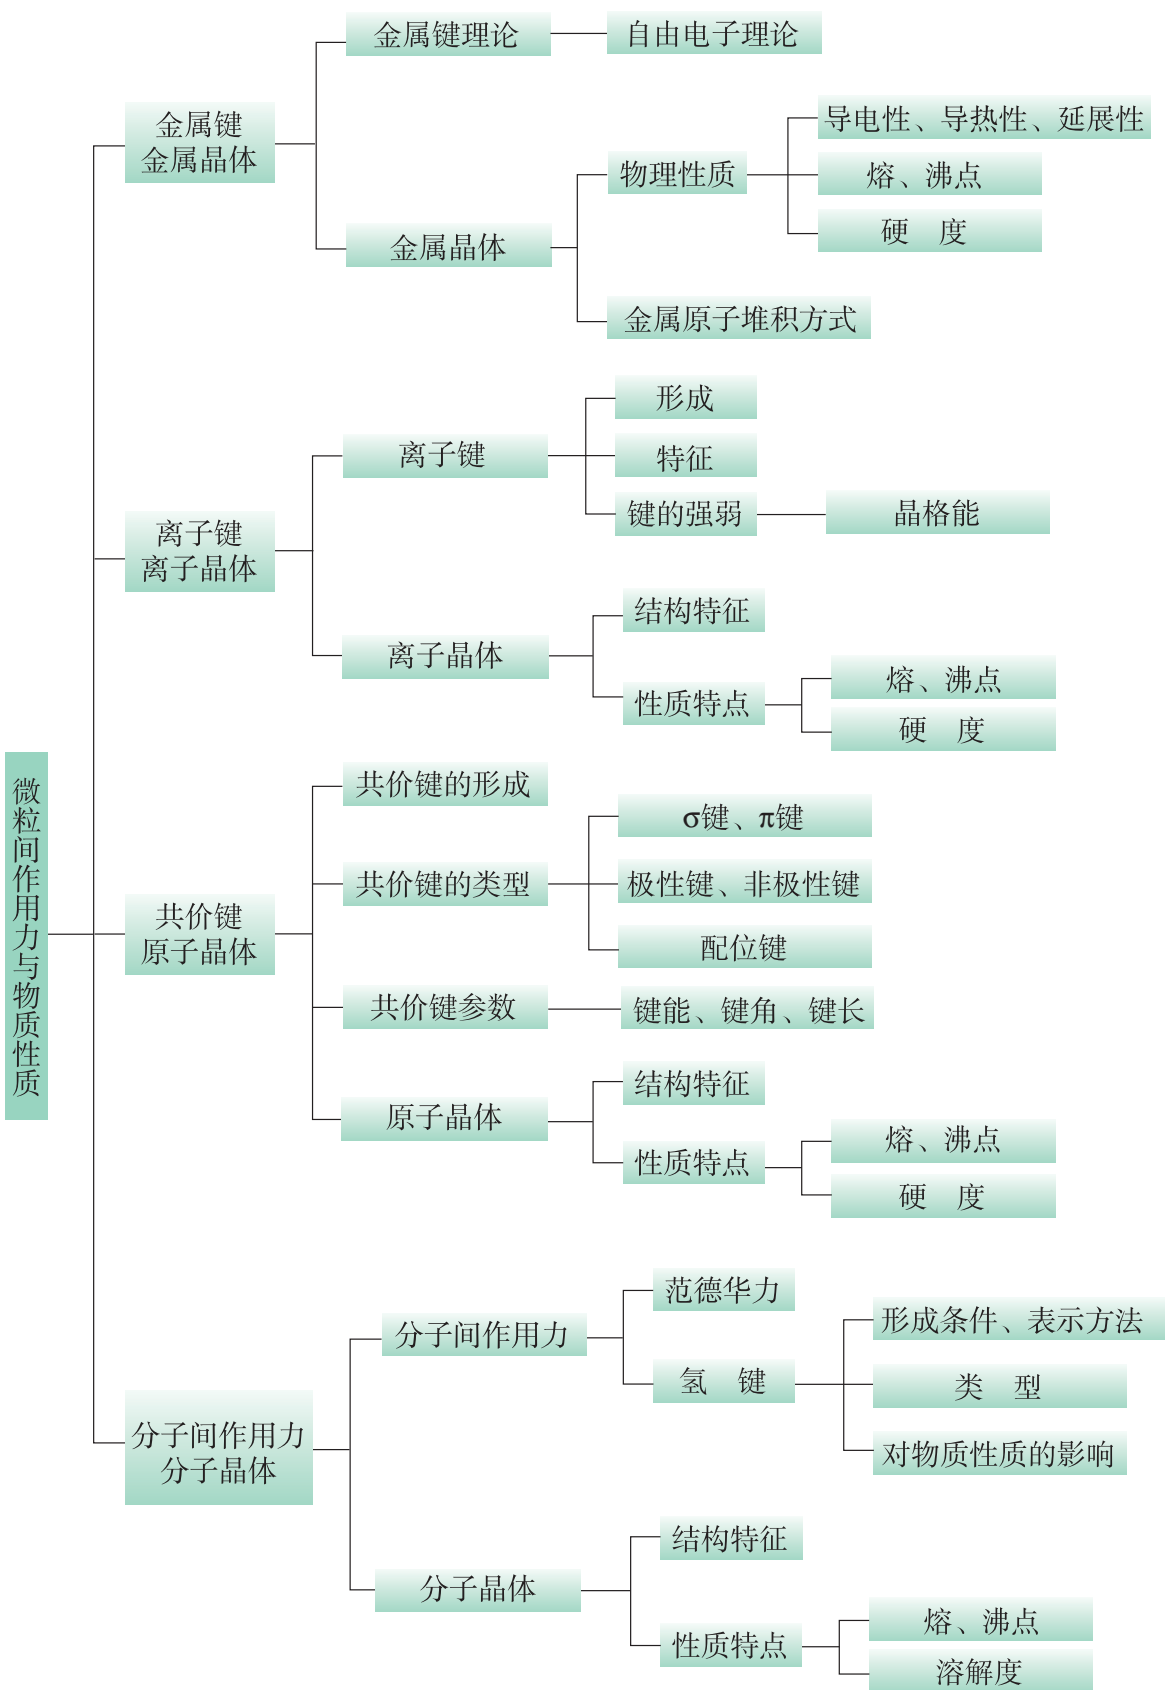 微粒间作用力与物质性质
金属键
金属晶体
金属键理论
自由电子理论
金属晶体
物理性质
导电性、导热性、延展性
熔、沸点
硬 度
金属原子堆积方式
离子键
离子晶体
离子键
形成
特征
键的强弱
晶格能
离子晶体
结构特征
性质特点
熔、沸点
硬 度
共价键
原子晶体
共价键的形成
共价键的类型
σ键、π键
极性键、非极性键
配位键
共价键参数
键能、键角、键长
原子晶体
结构特征
性质特点
熔、沸点
硬 度
分子间作用力
分子晶体
分子间作用力
范德华力
氢 键
形成条件、表示方法
类 型
对物质性质的影响
分子晶体
结构特征
性质特点
熔、沸点
溶解度